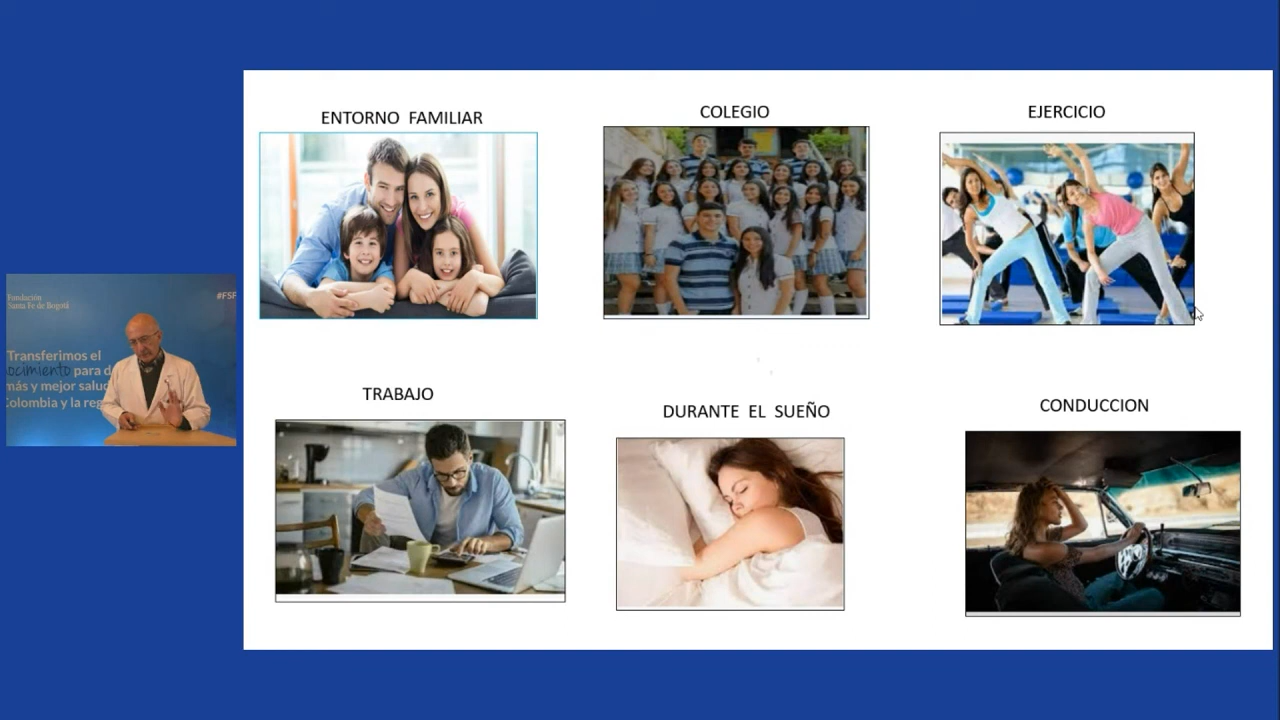 ENTORNO FAMILIAR
COLEGIO
EJERCICIO
Fundación
Santa Fe de Bogotá
#FSF
Transferimos el
ocimiento para d
más y mejor salud
Colombia y la reg
TRABAJO
DURANTE EL SUEÑO
CONDUCCION